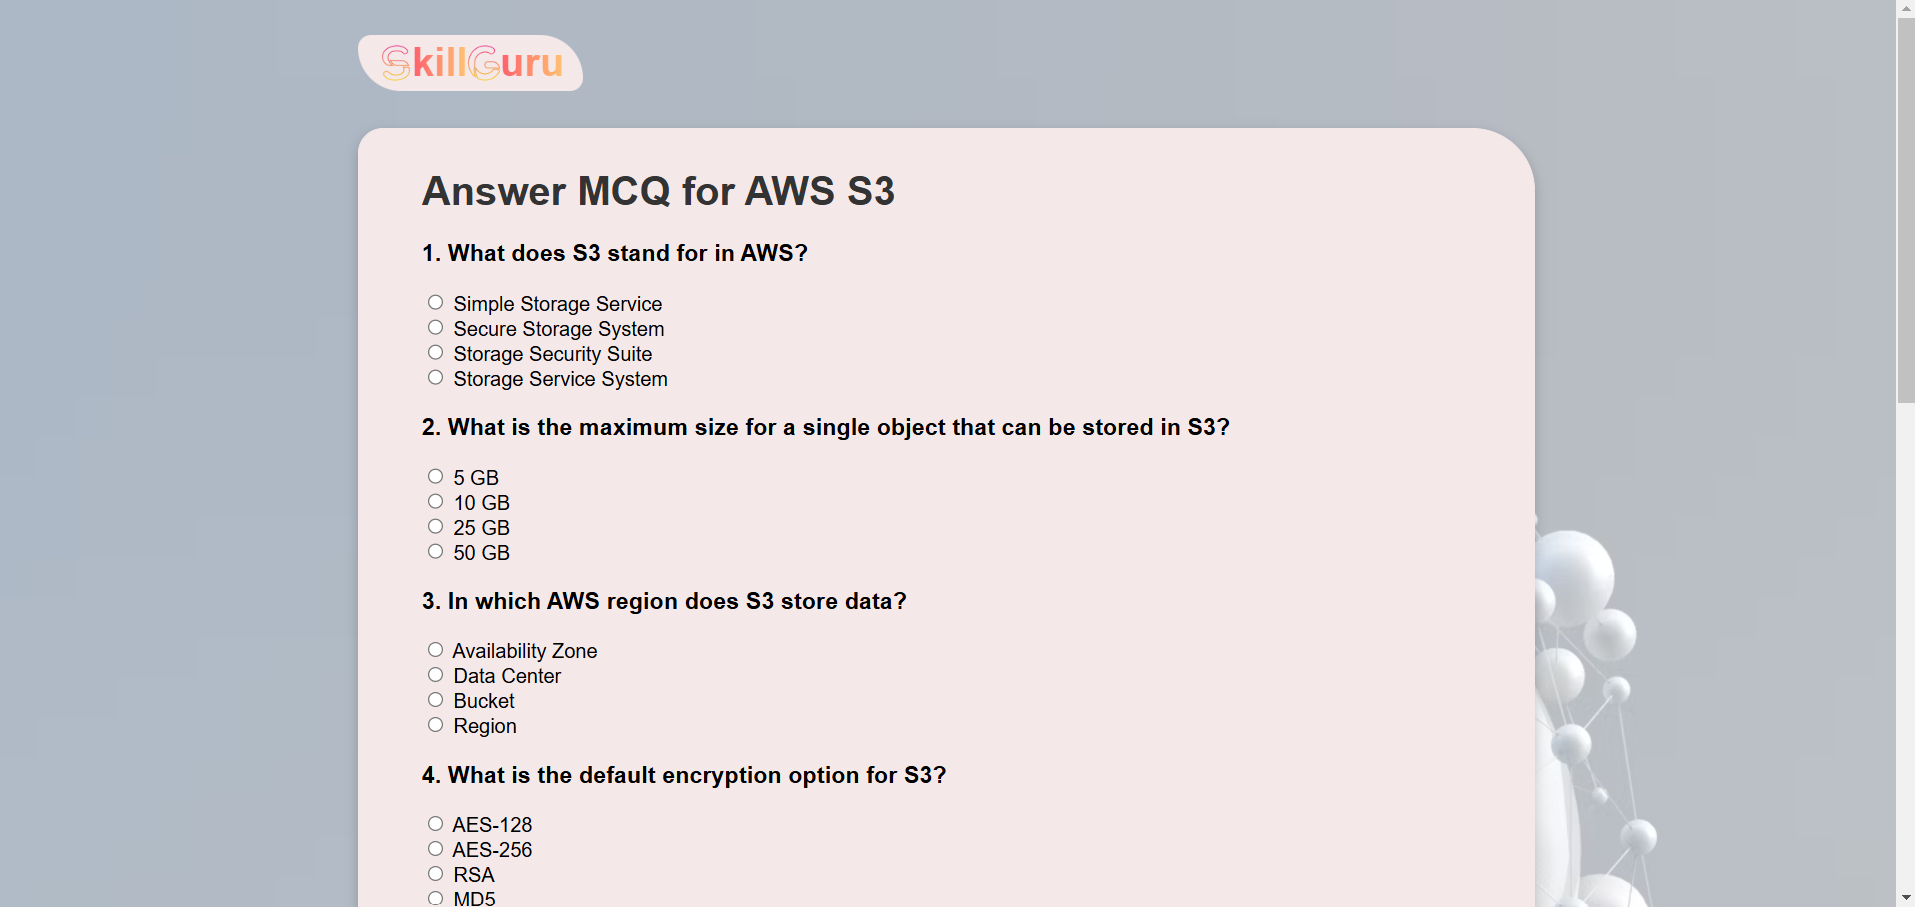 SkillGuru
Answer MCQ for AWS S3
1. What does S3 stand for in AWS?
Simple Storage Service
Secure Storage System
Storage Security Suite
Storage Service System
2. What is the maximum size for a single object that can be stored in S3?
5 GB
10 GB
25 GB
50 GB
3. In which AWS region does S3 store data?
Availability Zone
Data Center
Bucket
Region
4. What is the default encryption option for S3?
AES-128
AES-256
RSA
MD5